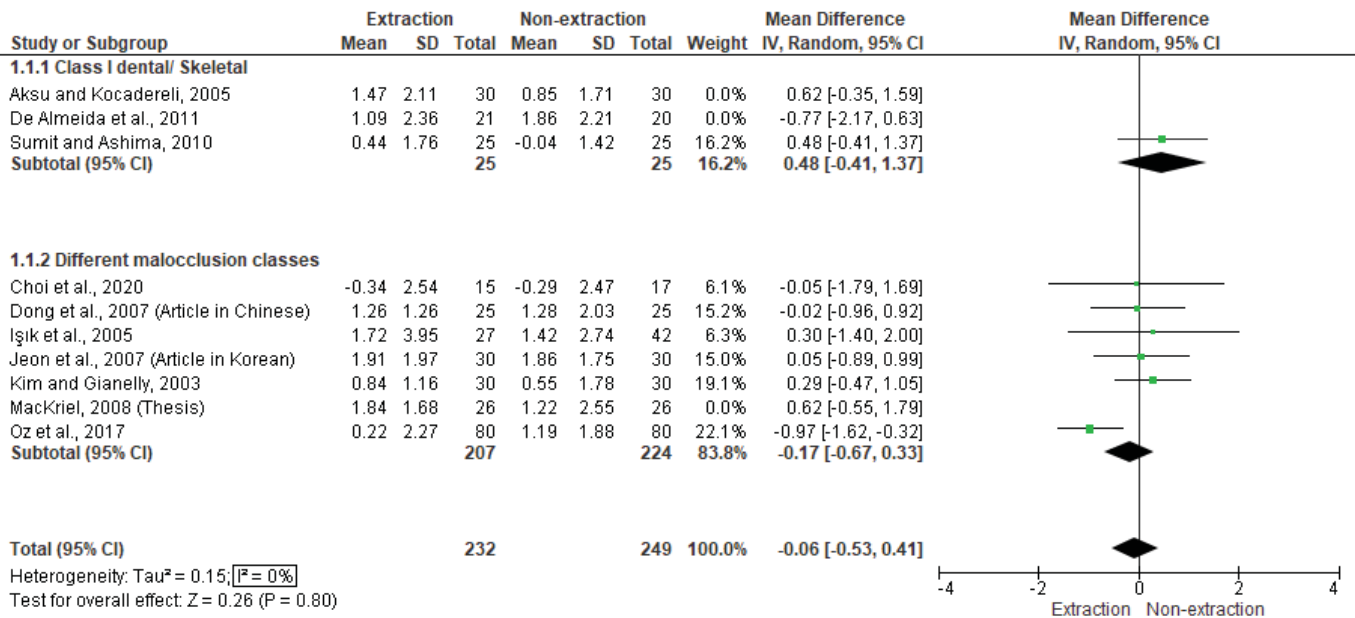 Extraction Non-extraction Mean Difference Mean Difference
Study or Subgroup Mean SD Total Mean SD Total Weight IV, Random, 95% CI IV, Random, 95% CI
1.1.1 Class I dental/ Skeletal
Aksu and Kocadereli, 2005 1.47 2.11 30 0.85 1.71 30 0.0% 0.62 [-0.35, 1.59]
De Almeida et al., 2011 1.09 2.36 21 1.86 2.21 20 0.0% -0.77 [-2.17, 0.63]
Sumit and Ashima, 2010 0.44 1.76 25 -0.04 1.42 25 16.2% 0.48 [-0.41, 1.37]
Subtotal (95% CI) 25 25 16.2% 0.48 [-0.41, 1.37]
1.1.2 Different malocclusion classes
Choi et al., 2020 -0.34 2.54 15 -0.29 2.47 17 6.1% -0.05 [-1.79, 1.69]
Dong et al., 2007 (Article in Chinese) 1.26 1.26 25 1.28 2.03 25 15.2% -0.02 [-0.96, 0.92]
Işık et al., 2005 1.72 3.95 27 1.42 2.74 42 6.3% 0.30 [-1.40, 2.00]
Jeon et al., 2007 (Article in Korean) 1.91 1.97 30 1.86 1.75 30 15.0% 0.05 [-0.89, 0.99]
Kim and Gianelly, 2003 0.84 1.16 30 0.55 1.78 30 19.1% 0.29 [-0.47, 1.05]
MacKriel, 2008 (Thesis) 1.84 1.68 26 1.22 2.55 26 0.0% 0.62 [-0.55, 1.79]
Oz et al., 2017 0.22 2.27 80 1.19 1.88 80 22.1% -0.97 [-1.62, -0.32]
Subtotal (95% CI) 207 224 83.8% -0.17 [-0.67, 0.33]
Total (95% CI) 232 249 100.0% -0.06 [-0.53, 0.41]
Heterogeneity: Tau² = 0.15; I² = 0%
Test for overall effect: Z = 0.26 (P = 0.80)
-4 -2 0 2 4
Extraction Non-extraction